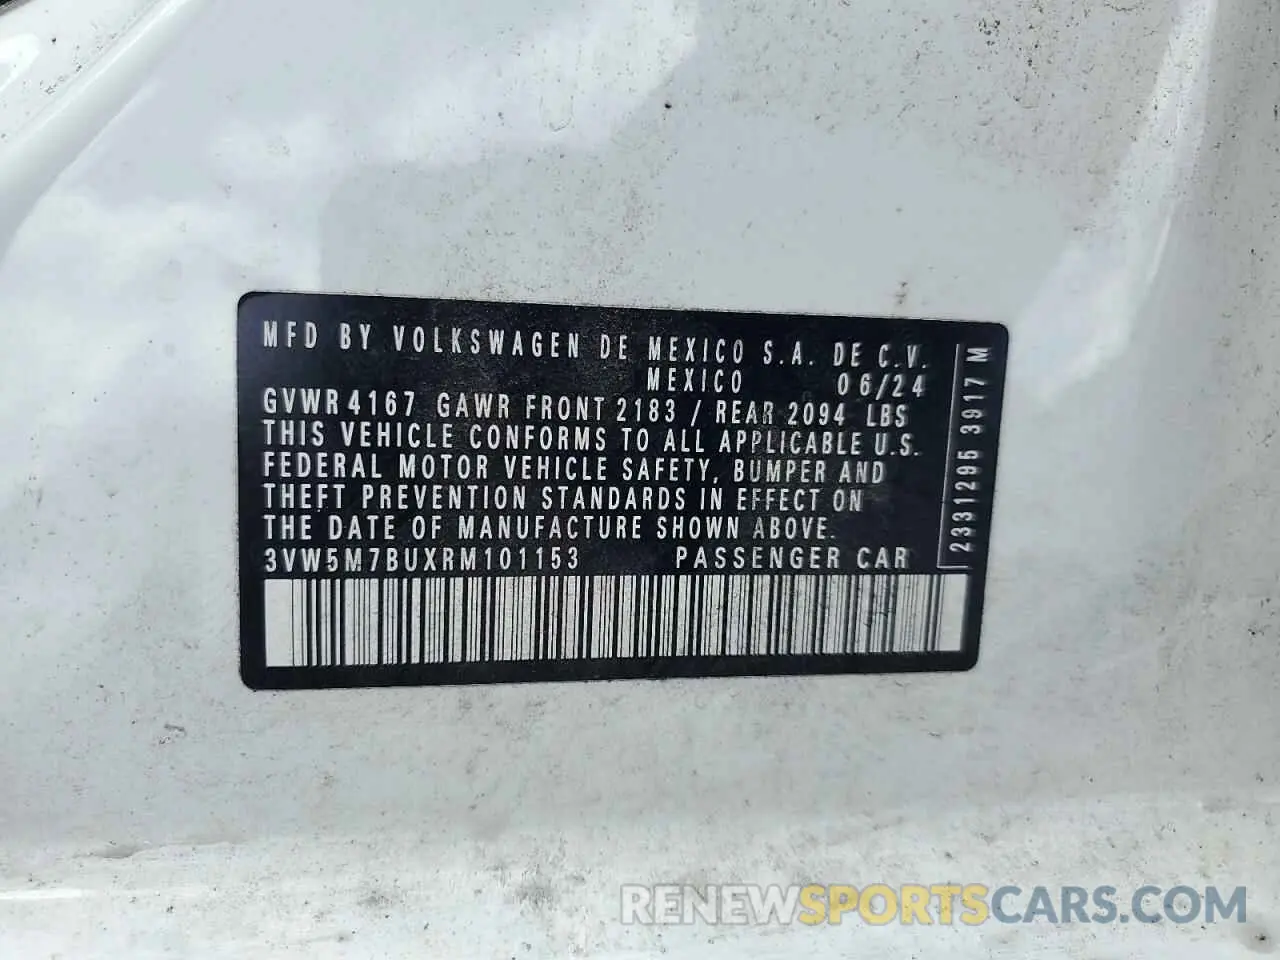 MFD BY VOLKSWAGEN DE MEXICO S.A. DE C.V.
MEXICO 06/24
GVWR 4167 GAWR FRONT 2183 / REAR 2094 LBS
THIS VEHICLE CONFORMS TO ALL APPLICABLE U.S.
FEDERAL MOTOR VEHICLE SAFETY, BUMPER AND
THEFT PREVENTION STANDARDS IN EFFECT ON
THE DATE OF MANUFACTURE SHOWN ABOVE.
3VW5M7BUXRM101153 PASSENGER CAR
2331295 3917 M
RENEWSPORTSCARS.COM